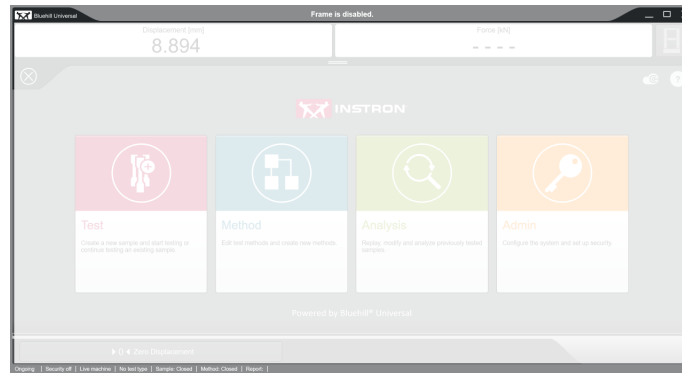 Bluehill Universal
Frame is disabled.
Displacement [mm]
8.894
Force [kN]
- - - -
?
INSTRON
Test
Create a new sample and start testing or
continue testing an existing sample.
Method
Edit test methods and create new methods.
Analysis
Replay, modify and analyze previously tested
samples.
Admin
Configure the system and set up security.
Powered by Bluehill® Universal
0 Zero Displacement
Ongoing | Security off | Live machine | No test type | Sample: Closed | Method: Closed | Report: |